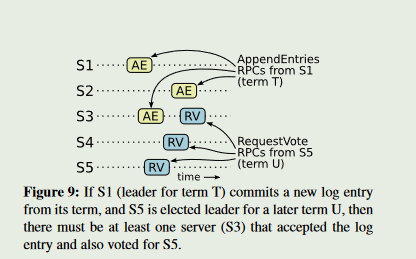 S1 AE AppendEntries
RPCs from S1
S2 AE (term T)
S3 AE RV
S4 RV RequestVote
RPCs from S5
S5 RV (term U)
time
Figure 9: If S1 (leader for term T) commits a new log entry
from its term, and S5 is elected leader for a later term U, then
there must be at least one server (S3) that accepted the log
entry and also voted for S5.